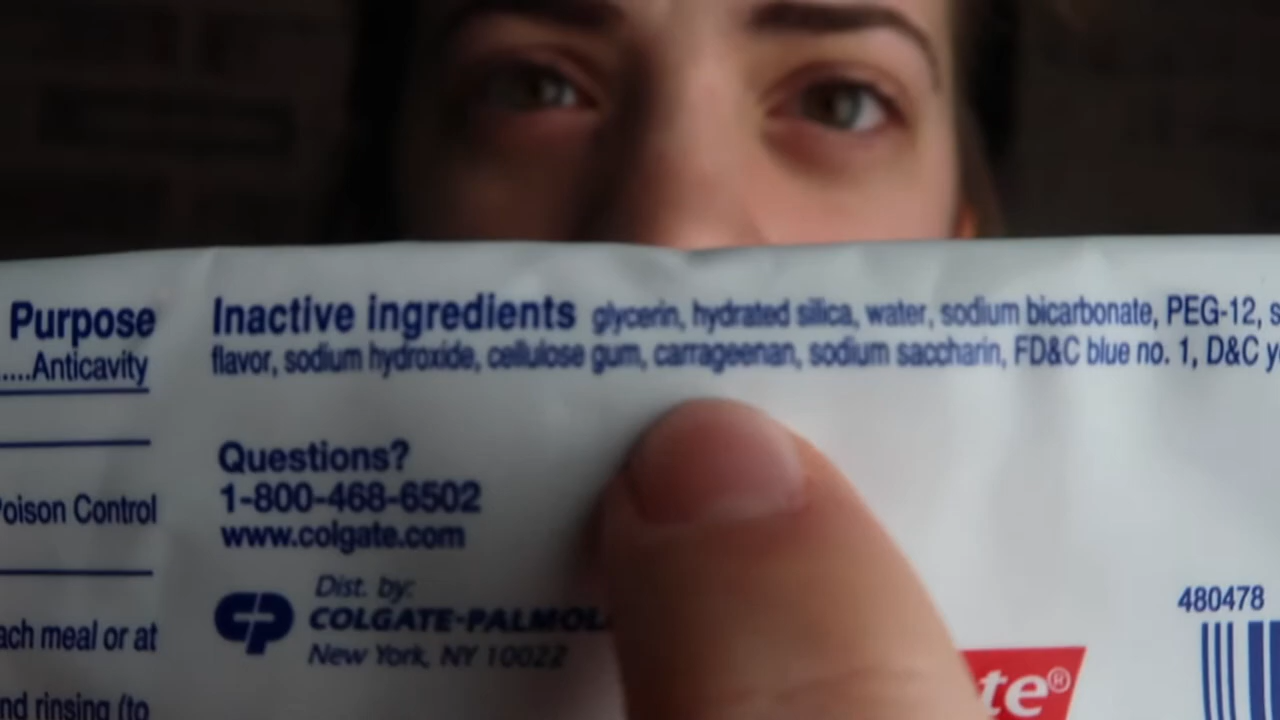 Purpose
....Anticavity
Poison Control
ach meal or at
nd rinsing (to
Inactive ingredients glycerin, hydrated silica, water, sodium bicarbonate, PEG-12, s
flavor, sodium hydroxide, cellulose gum, carrageenan, sodium saccharin, FD&C blue no. 1, D&C y
Questions?
1-800-468-6502
www.colgate.com
CP
Dist. by:
COLGATE-PALMOL
New York, NY 10022
480478
te®